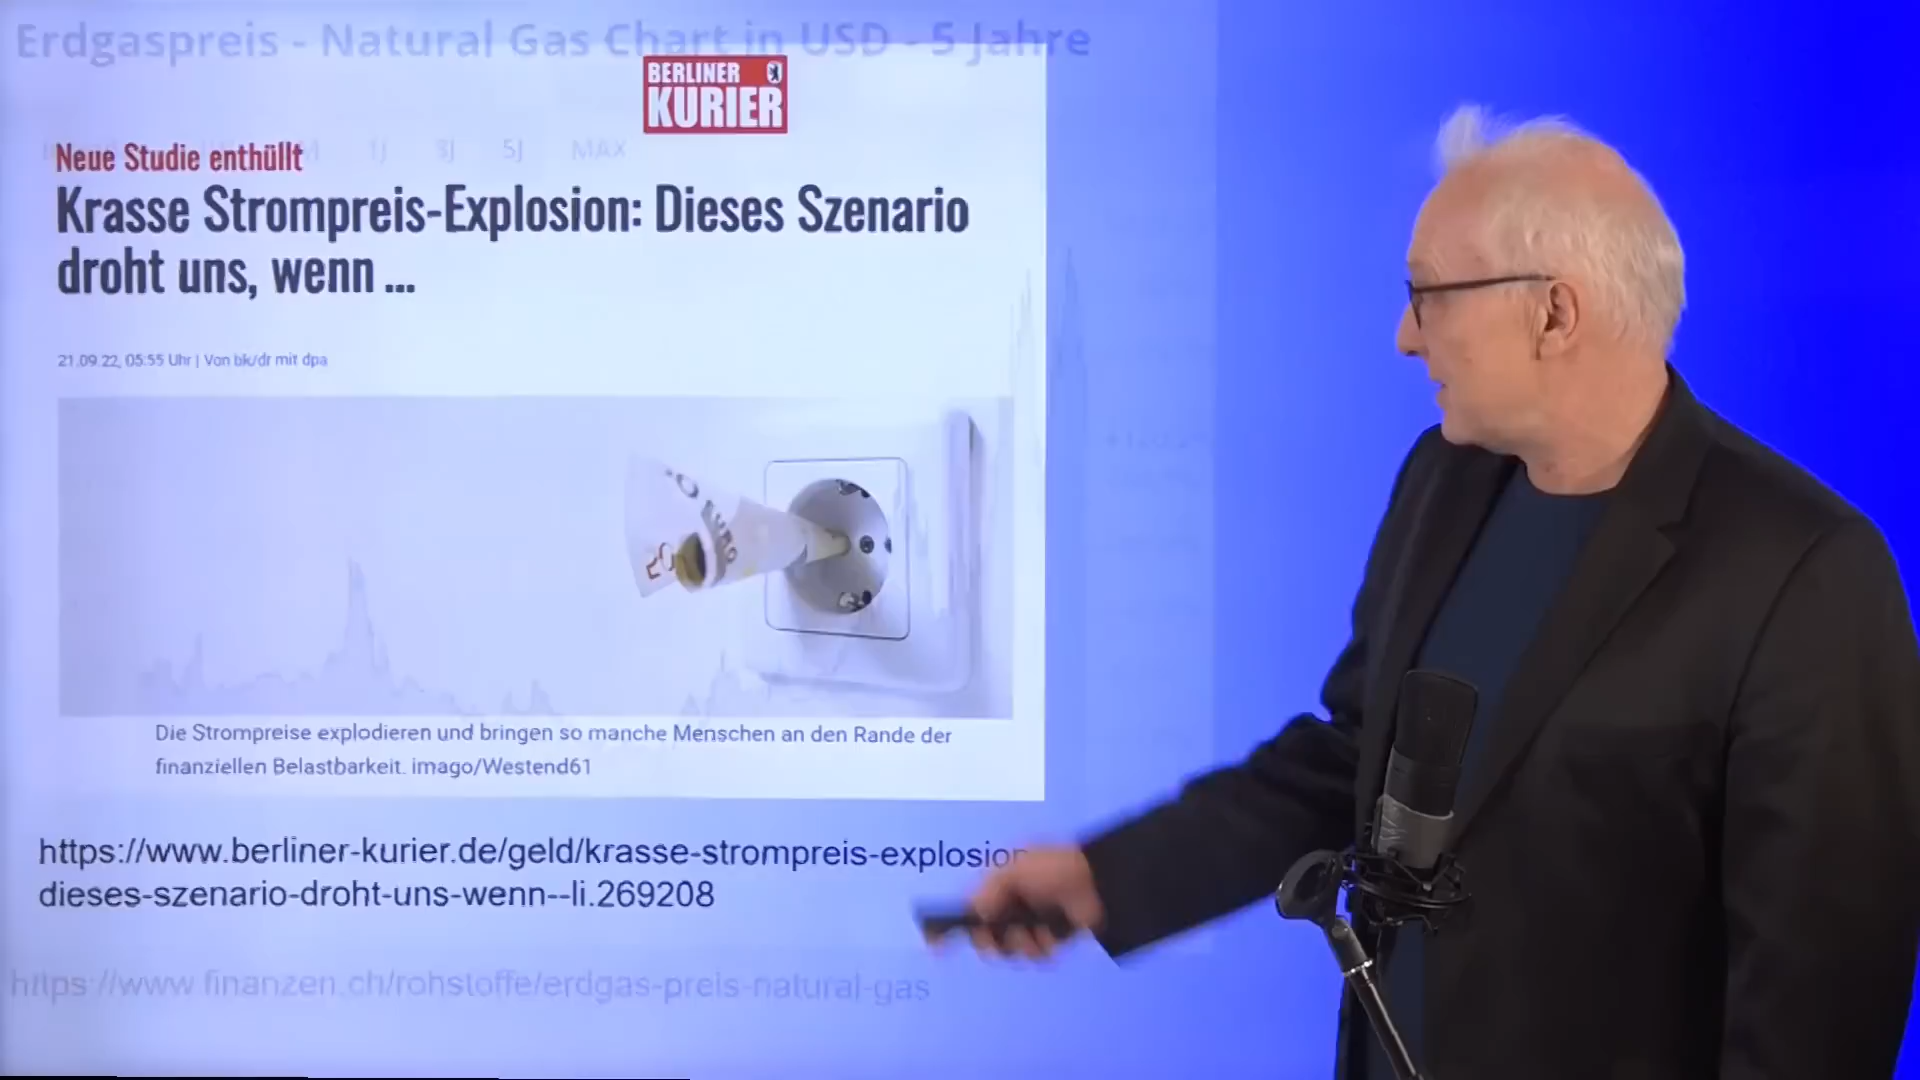 Erdgaspreis - Natural Gas Chart in USD - 5 Jahre
BERLINER
KURIER
1J 3J 5J MAX
Neue Studie enthüllt
Krasse Strompreis-Explosion: Dieses Szenario
droht uns, wenn ...
21.09.22, 05:55 Uhr | Von bk/dr mit dpa
20 EURO
Die Strompreise explodieren und bringen so manche Menschen an den Rande der
finanziellen Belastbarkeit. imago/Westend61
https://www.berliner-kurier.de/geld/krasse-strompreis-explosion
dieses-szenario-droht-uns-wenn--li.269208
https://www.finanzen.ch/rohstoffe/erdgas-preis-natural-gas